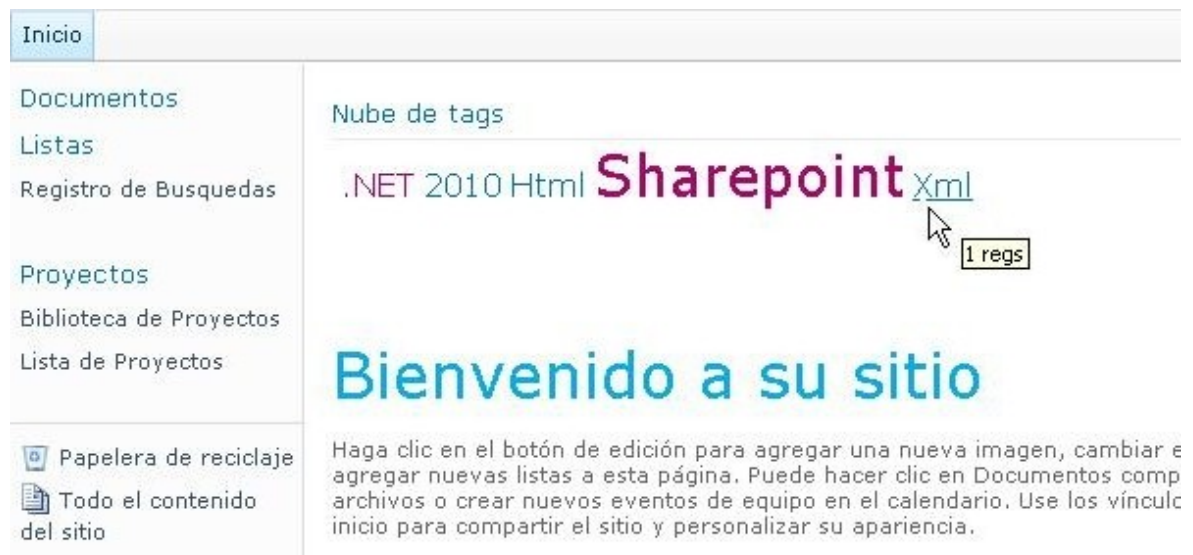 Inicio
Documentos
Listas
Registro de Busquedas
Proyectos
Biblioteca de Proyectos
Lista de Proyectos
Papelera de reciclaje
Todo el contenido
del sitio
Nube de tags
.NET 2010 Html Sharepoint Xml
1 regs
Bienvenido a su sitio
Haga clic en el botón de edición para agregar una nueva imagen, cambiar e
agregar nuevas listas a esta página. Puede hacer clic en Documentos comp
archivos o crear nuevos eventos de equipo en el calendario. Use los vínculo
inicio para compartir el sitio y personalizar su apariencia.